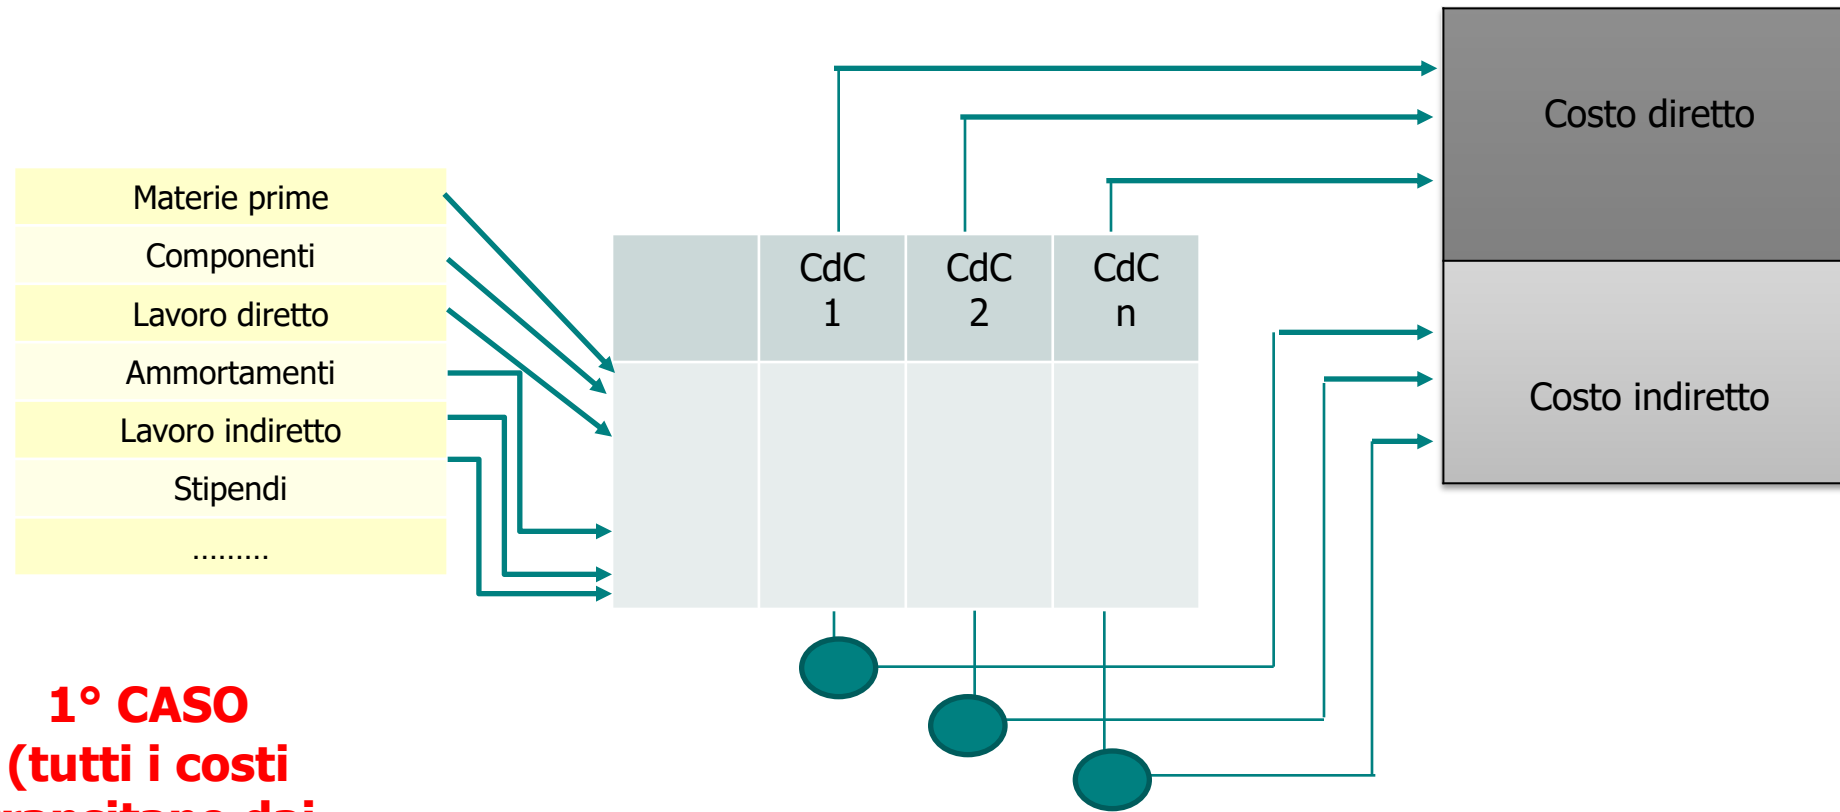 Costo diretto
Materie prime
Componenti
Lavoro diretto
Ammortamenti
Lavoro indiretto
Stipendi
.........
CdC
1
CdC
2
CdC
n
Costo indiretto
1° CASO
(tutti i costi